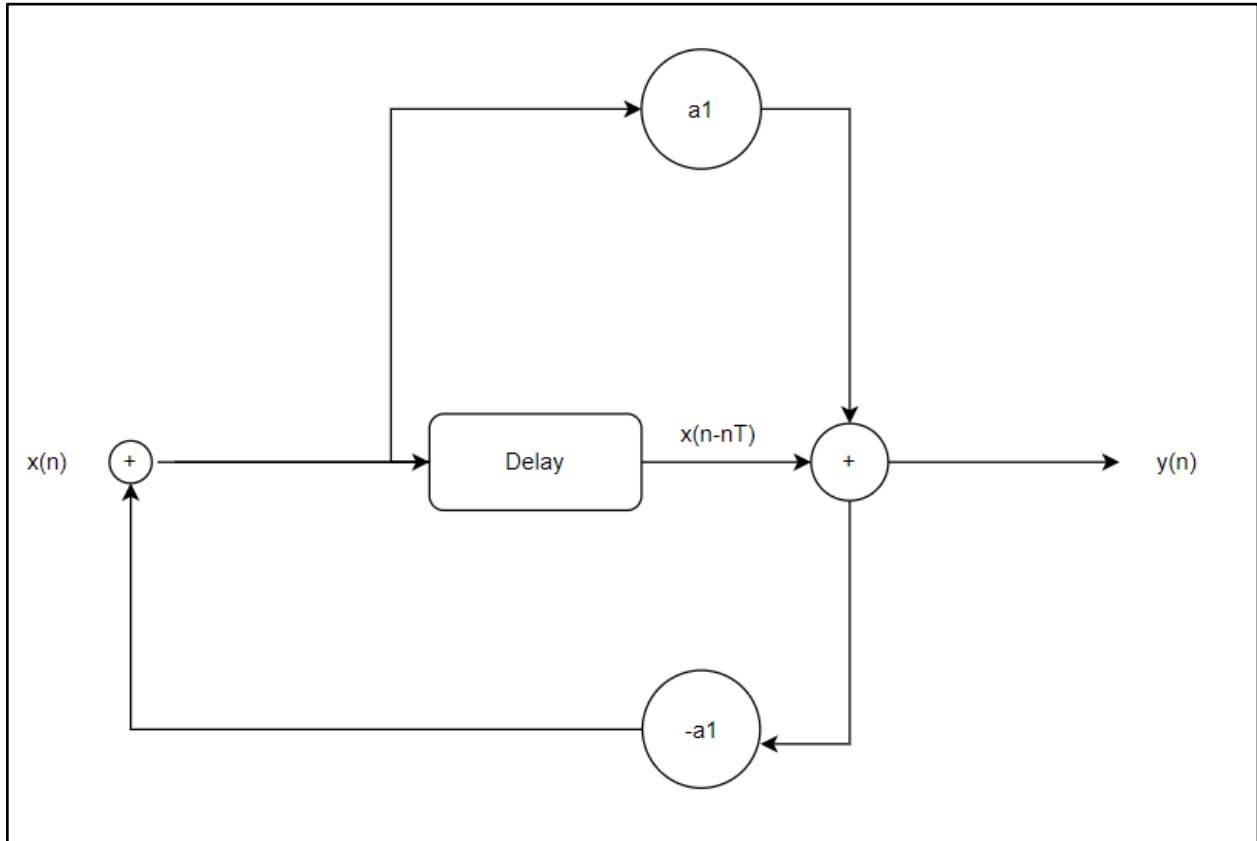 a1
x(n)
+
Delay
x(n-nT)
+
y(n)
-a1